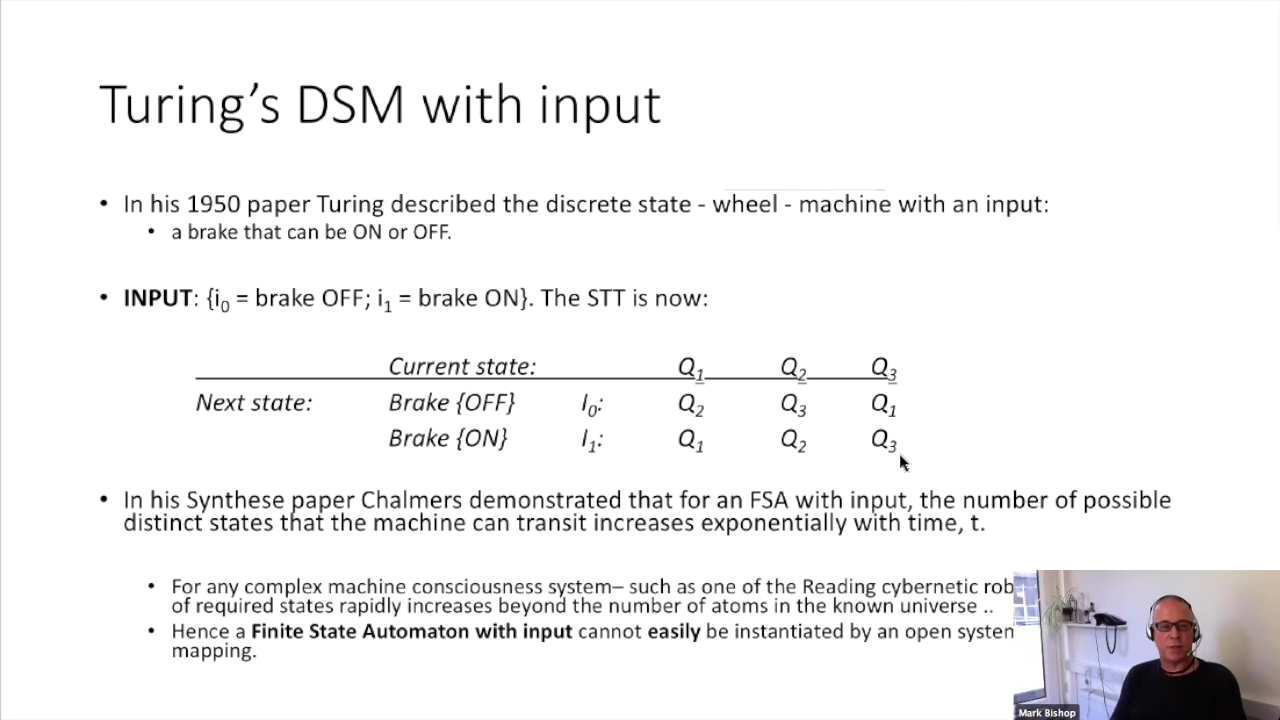 Turing's DSM with input
• In his 1950 paper Turing described the discrete state - wheel - machine with an input:
• a brake that can be ON or OFF.
• INPUT: {i₀ = brake OFF; i₁ = brake ON}. The STT is now:
Current state: Q₁ Q₂ Q₃
Next state: Brake {OFF} I₀: Q₂ Q₃ Q₁
Brake {ON} I₁: Q₁ Q₂ Q₃
• In his Synthese paper Chalmers demonstrated that for an FSA with input, the number of possible
distinct states that the machine can transit increases exponentially with time, t.
• For any complex machine consciousness system– such as one of the Reading cybernetic rob
of required states rapidly increases beyond the number of atoms in the known universe ..
• Hence a Finite State Automaton with input cannot easily be instantiated by an open system
mapping.
Mark Bishop